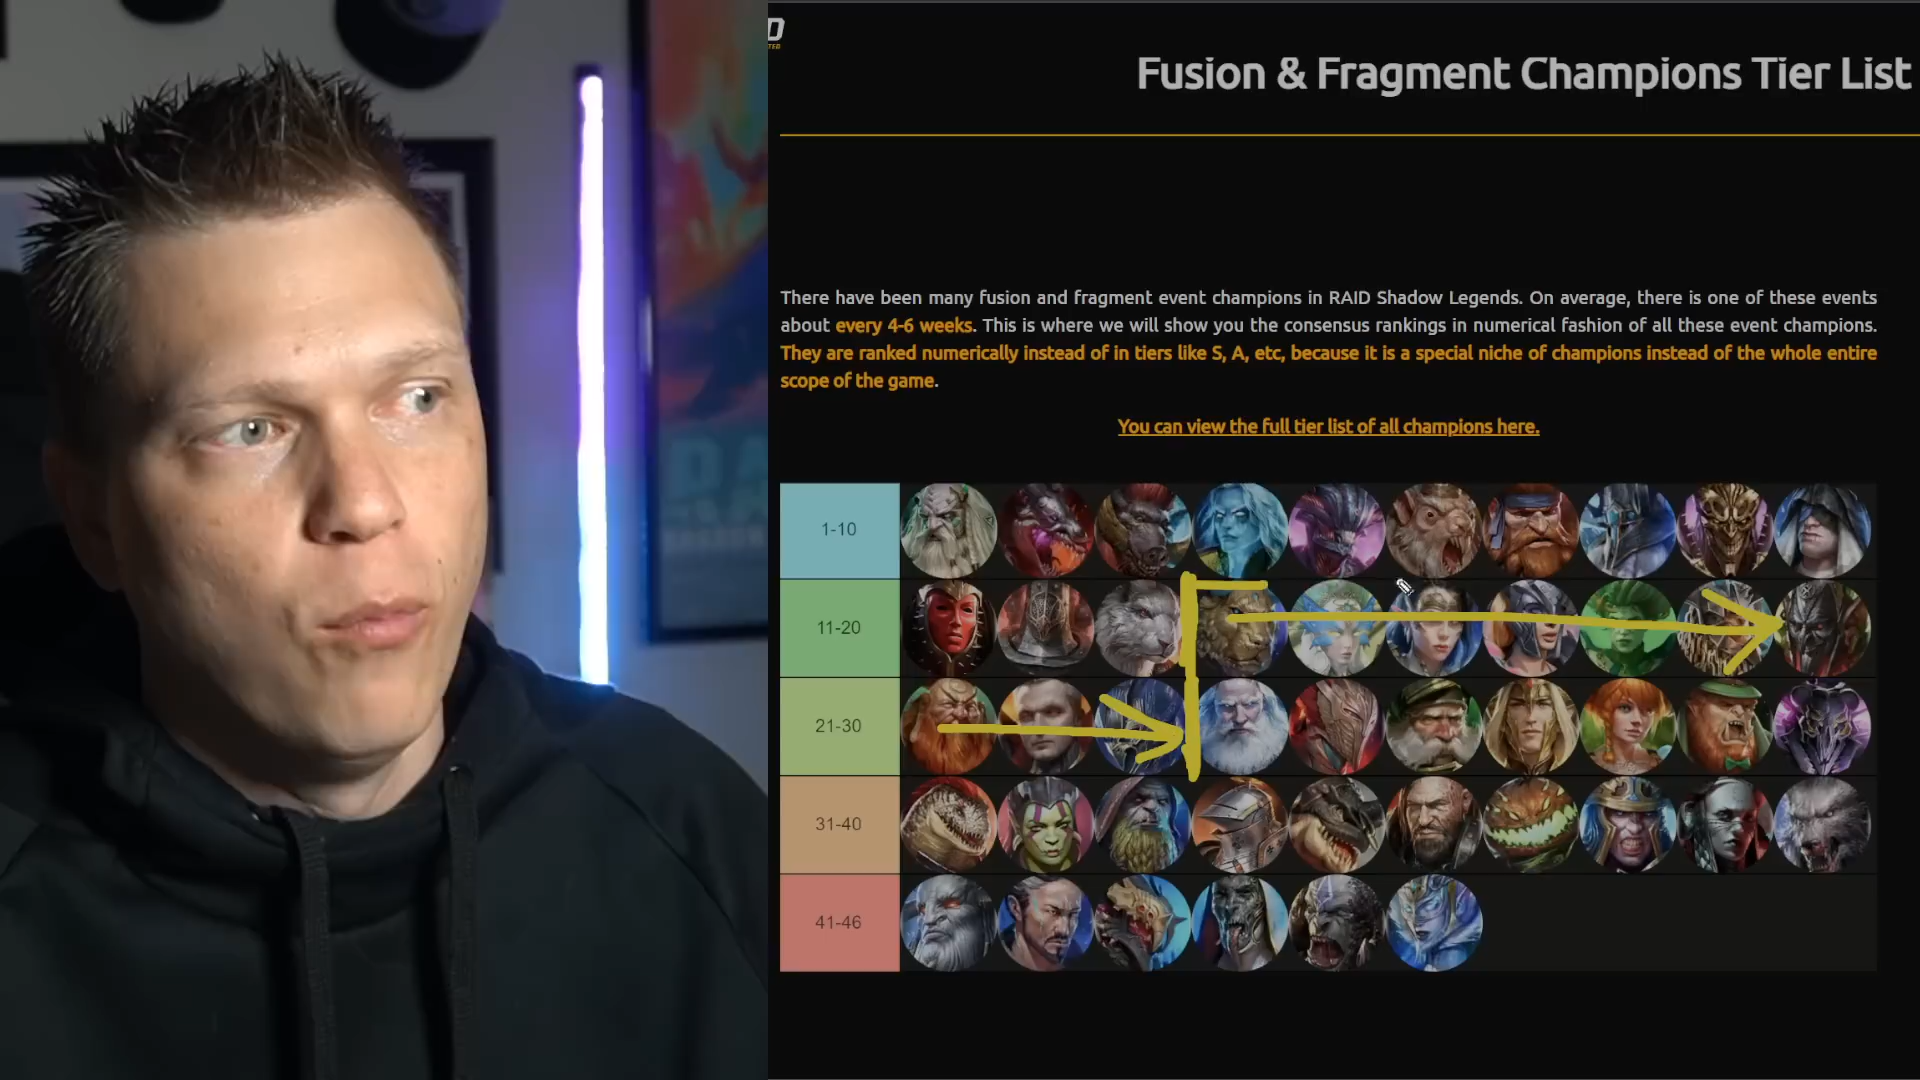 D
TED
Fusion & Fragment Champions Tier List
There have been many fusion and fragment event champions in RAID Shadow Legends. On average, there is one of these events
about every 4-6 weeks. This is where we will show you the consensus rankings in numerical fashion of all these event champions.
They are ranked numerically instead of in tiers like S, A, etc, because it is a special niche of champions instead of the whole entire
scope of the game.
You can view the full tier list of all champions here.
1-10
11-20
21-30
31-40
41-46